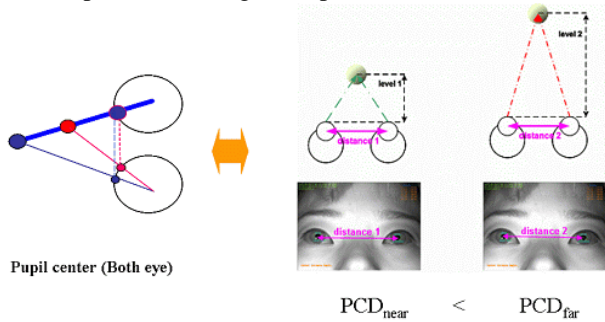 level 1
level 2
distance 1
distance 2
distance 1
distance 2
Pupil center (Both eye)
PCDnear < PCDfar